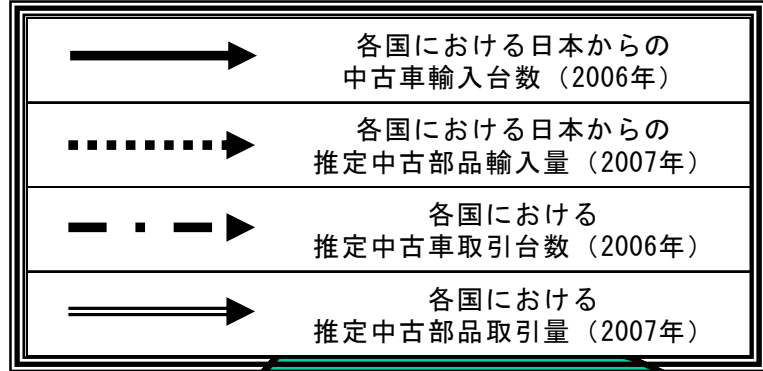 各国における日本からの
中古車輸入台数（2006年）
各国における日本からの
推定中古部品輸入量（2007年）
各国における
推定中古車取引台数（2006年）
各国における
推定中古部品取引量（2007年）